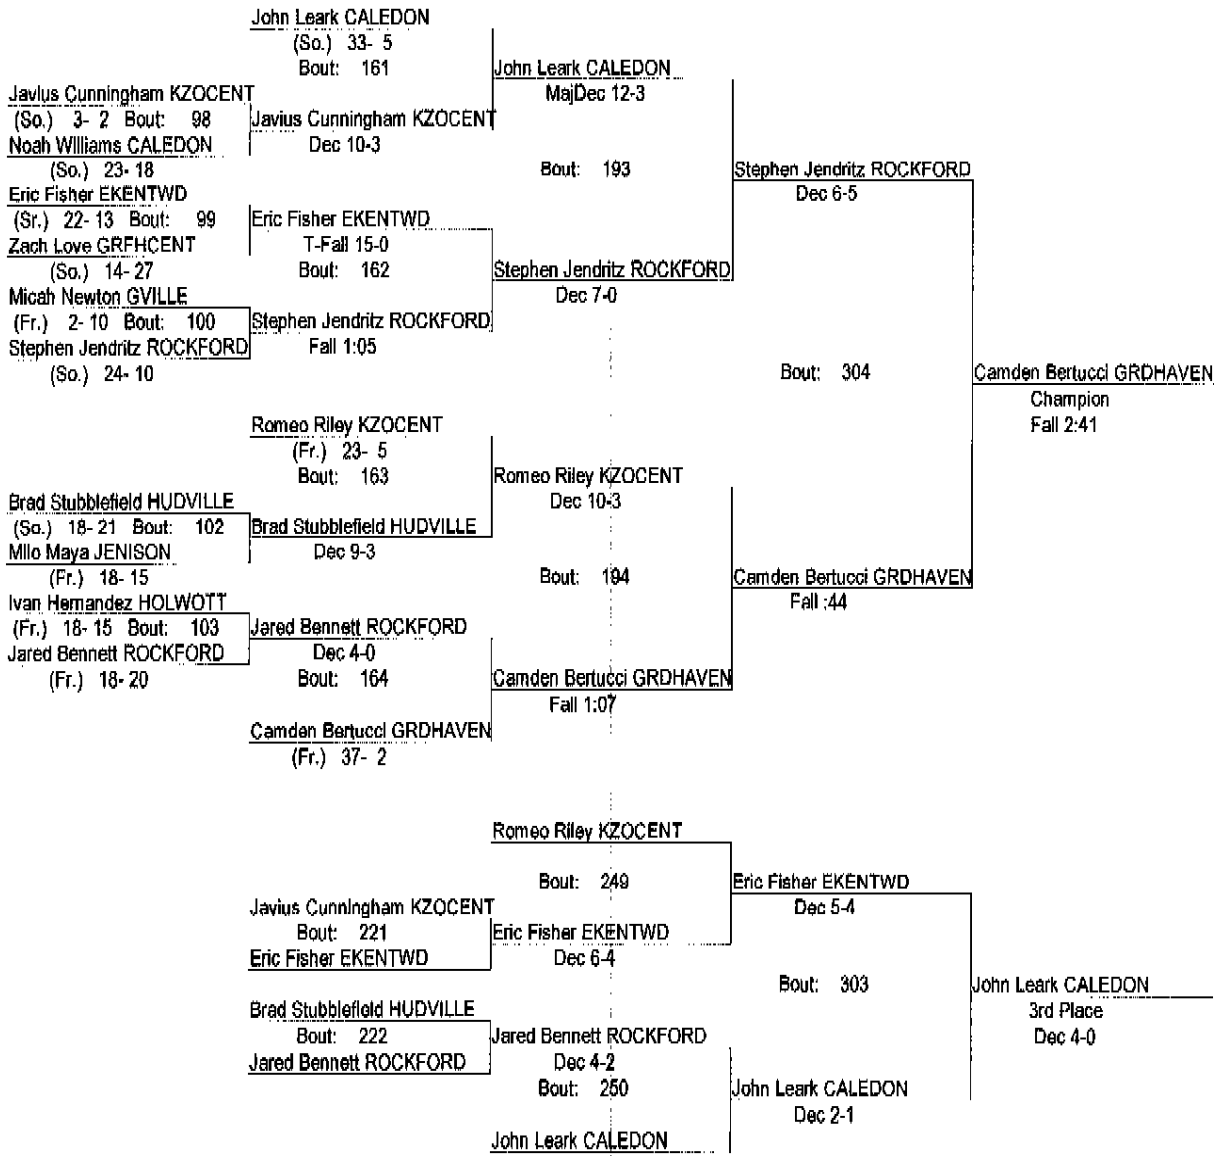 John Leark CALEDON
(So.) 33- 5
Bout: 161
John Leark CALEDON
MajDec 12-3
Javius Cunningham KZOCENT
(So.) 3- 2 Bout: 98
Javius Cunningham KZOCENT
Noah Williams CALEDON
Dec 10-3
(So.) 23- 18
Bout: 193
Stephen Jendritz ROCKFORD
Dec 6-5
Eric Fisher EKENTWD
(Sr.) 22- 13 Bout: 99
Eric Fisher EKENTWD
Zach Love GRFHCENT
T-Fall 15-0
(So.) 14- 27
Bout: 162
Stephen Jendritz ROCKFORD
Dec 7-0
Micah Newton GVILLE
(Fr.) 2- 10 Bout: 100
Stephen Jendritz ROCKFORD
Stephen Jendritz ROCKFORD
Fall 1:05
(So.) 24- 10
Bout: 304
Camden Bertucci GRDHAVEN
Champion
Fall 2:41
Romeo Riley KZOCENT
(Fr.) 23- 5
Bout: 163
Romeo Riley KZOCENT
Dec 10-3
Brad Stubblefield HUDVILLE
(So.) 18- 21 Bout: 102
Brad Stubblefield HUDVILLE
Milo Maya JENISON
Dec 9-3
(Fr.) 18- 15
Bout: 194
Camden Bertucci GRDHAVEN
Fall :44
Ivan Hernandez HOLWOTT
(Fr.) 18- 15 Bout: 103
Jared Bennett ROCKFORD
Jared Bennett ROCKFORD
Dec 4-0
(Fr.) 18- 20
Bout: 164
Camden Bertucci GRDHAVEN
Fall 1:07
Camden Bertucci GRDHAVEN
(Fr.) 37- 2
Romeo Riley KZOCENT
Bout: 249
Eric Fisher EKENTWD
Dec 5-4
Javius Cunningham KZOCENT
Bout: 221
Eric Fisher EKENTWD
Eric Fisher EKENTWD
Dec 6-4
Bout: 303
John Leark CALEDON
3rd Place
Dec 4-0
Brad Stubblefield HUDVILLE
Bout: 222
Jared Bennett ROCKFORD
Jared Bennett ROCKFORD
Dec 4-2
Bout: 250
John Leark CALEDON
Dec 2-1
John Leark CALEDON